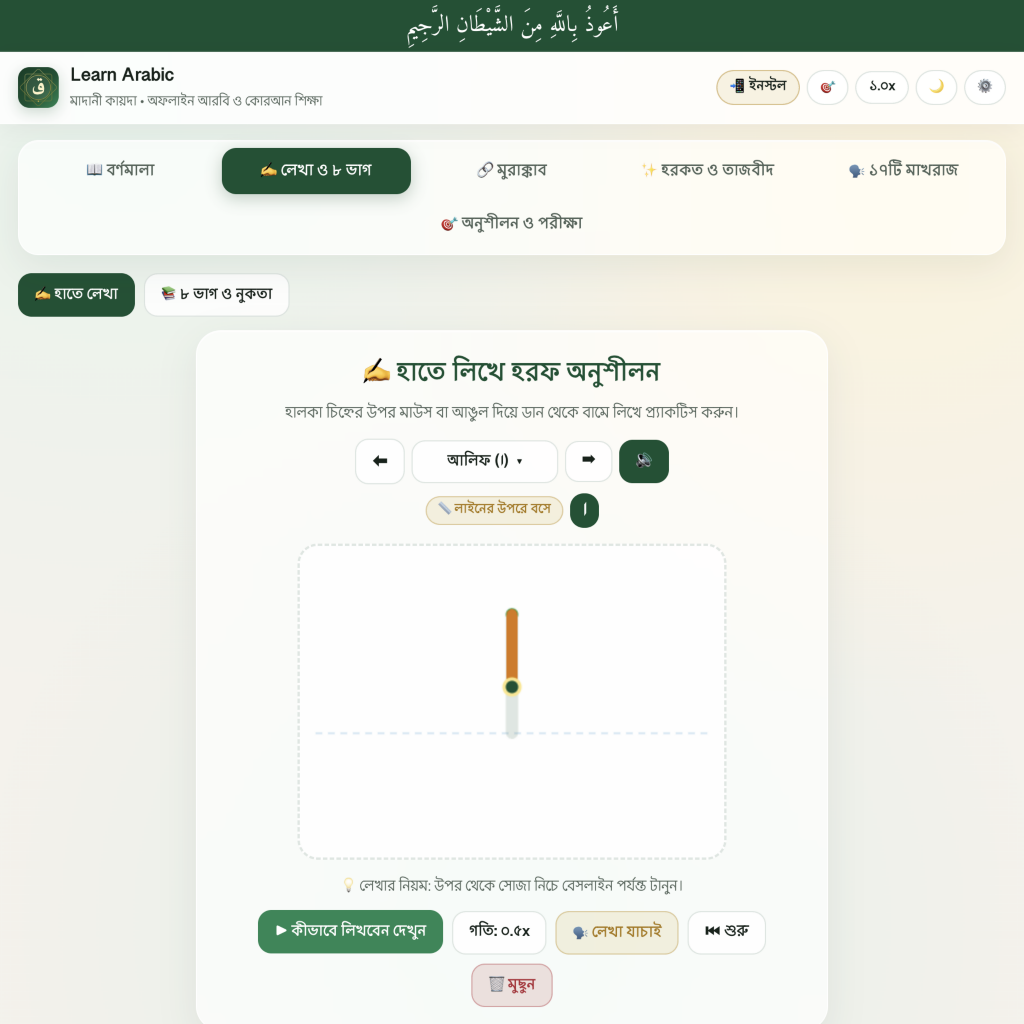 أَعُوذُ بِاللَّهِ مِنَ الشَّيْطَانِ الرَّجِيمِ
ق
Learn Arabic
মাদানী কায়দা • অফলাইন আরবি ও কোরআন শিক্ষা
📲 ইনস্টল
১.০x
📖 বর্ণমালা
✍️ লেখা ও ৮ ভাগ
🔗 মুরাক্কাব
✨ হরকত ও তাজবীদ
🗣️ ১৭টি মাখরাজ
🎯 অনুশীলন ও পরীক্ষা
✍️ হাতে লেখা
📚 ৮ ভাগ ও নুকতা
✍️ হাতে লিখে হরফ অনুশীলন
হালকা চিহ্নের উপর মাউস বা আঙুল দিয়ে ডান থেকে বামে লিখে প্র্যাকটিস করুন।
⬅ আলিফ (ا) ▾ ➡
📏 লাইনের উপরে বসে
ا
💡 লেখার নিয়ম: উপর থেকে সোজা নিচে বেসলাইন পর্যন্ত টানুন।
▶ কীভাবে লিখবেন দেখুন
গতি: ০.৫x
🗣️ লেখা যাচাই
⏮ শুরু
🗑️ মুছুন